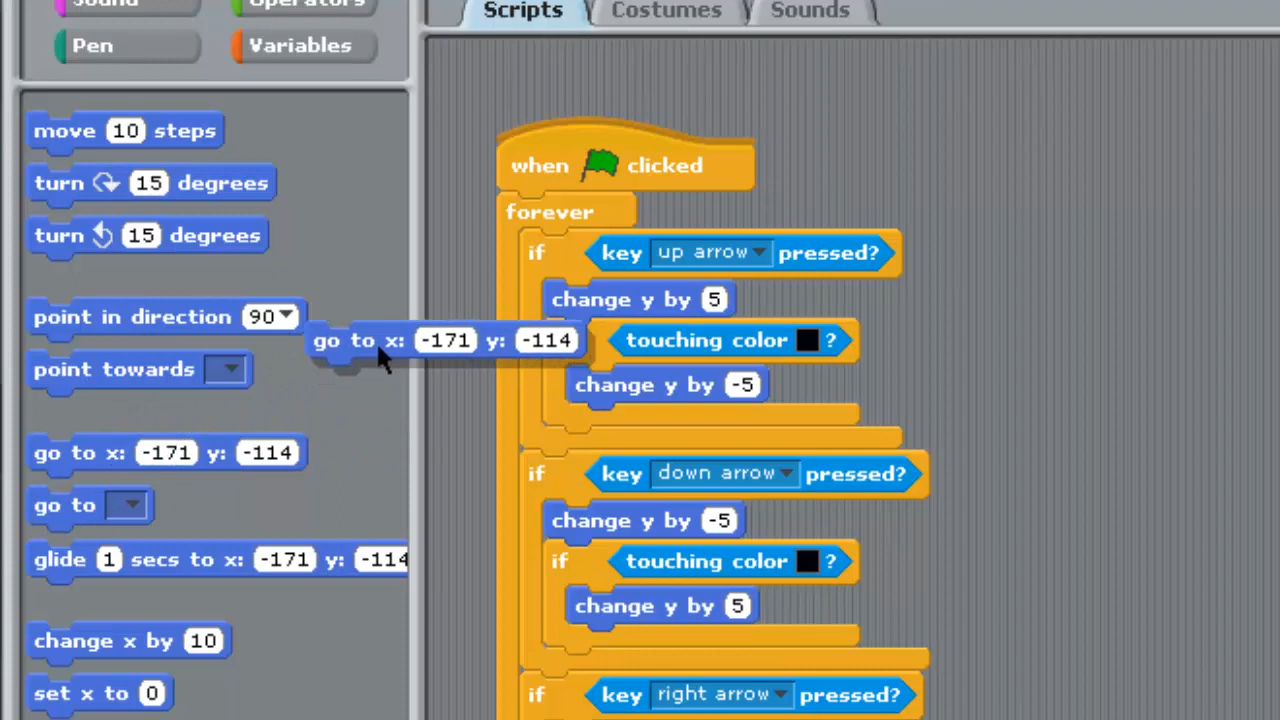 Sound
Operators
Pen
Variables
move 10 steps
turn 15 degrees
turn 15 degrees
point in direction 90
point towards
go to x: -171 y: -114
go to
glide 1 secs to x: -171 y: -114
change x by 10
set x to 0
go to x: -171 y: -114
Scripts
Costumes
Sounds
when clicked
forever
if key up arrow pressed?
change y by 5
touching color ?
change y by -5
if key down arrow pressed?
change y by -5
if touching color ?
change y by 5
if key right arrow pressed?